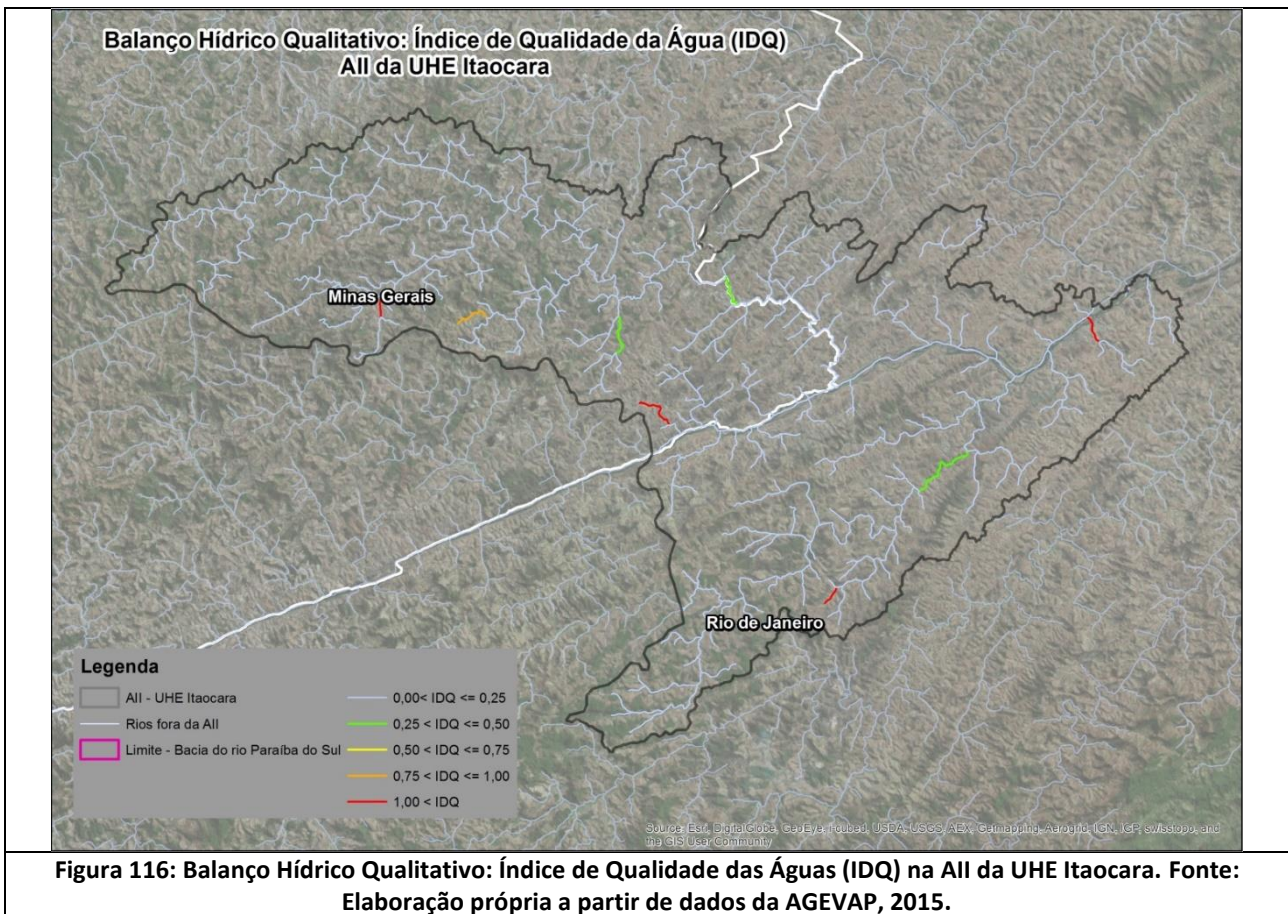 Balanço Hídrico Qualitativo: Índice de Qualidade da Água (IDQ)
AII da UHE Itaocara
Minas Gerais
Rio de Janeiro
Legenda
AII - UHE Itaocara
Rios fora da AII
Limite - Bacia do rio Paraíba do Sul
0,00< IDQ <= 0,25
0,25 < IDQ <= 0,50
0,50 < IDQ <= 0,75
0,75 < IDQ <= 1,00
1,00 < IDQ
Source: Esri, DigitalGlobe, GeoEye, i-cubed, USDA, USGS, AEX, Getmapping, Aerogrid, IGN, IGP, swisstopo, and
the GIS User Community
Figura 116: Balanço Hídrico Qualitativo: Índice de Qualidade das Águas (IDQ) na AII da UHE Itaocara. Fonte:
Elaboração própria a partir de dados da AGEVAP, 2015.